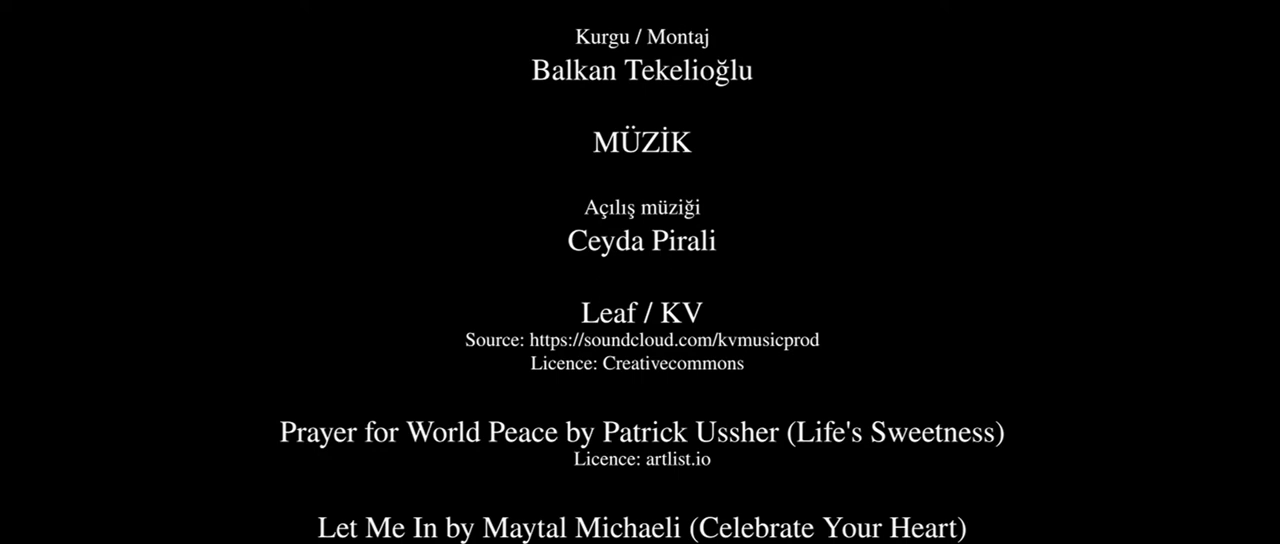 Kurgu / Montaj
Balkan Tekelioğlu
MÜZİK
Açılış müziği
Ceyda Pirali
Leaf / KV
Source: https://soundcloud.com/kvmusicprod
Licence: Creativecommons
Prayer for World Peace by Patrick Ussher (Life's Sweetness)
Licence: artlist.io
Let Me In by Maytal Michaeli (Celebrate Your Heart)